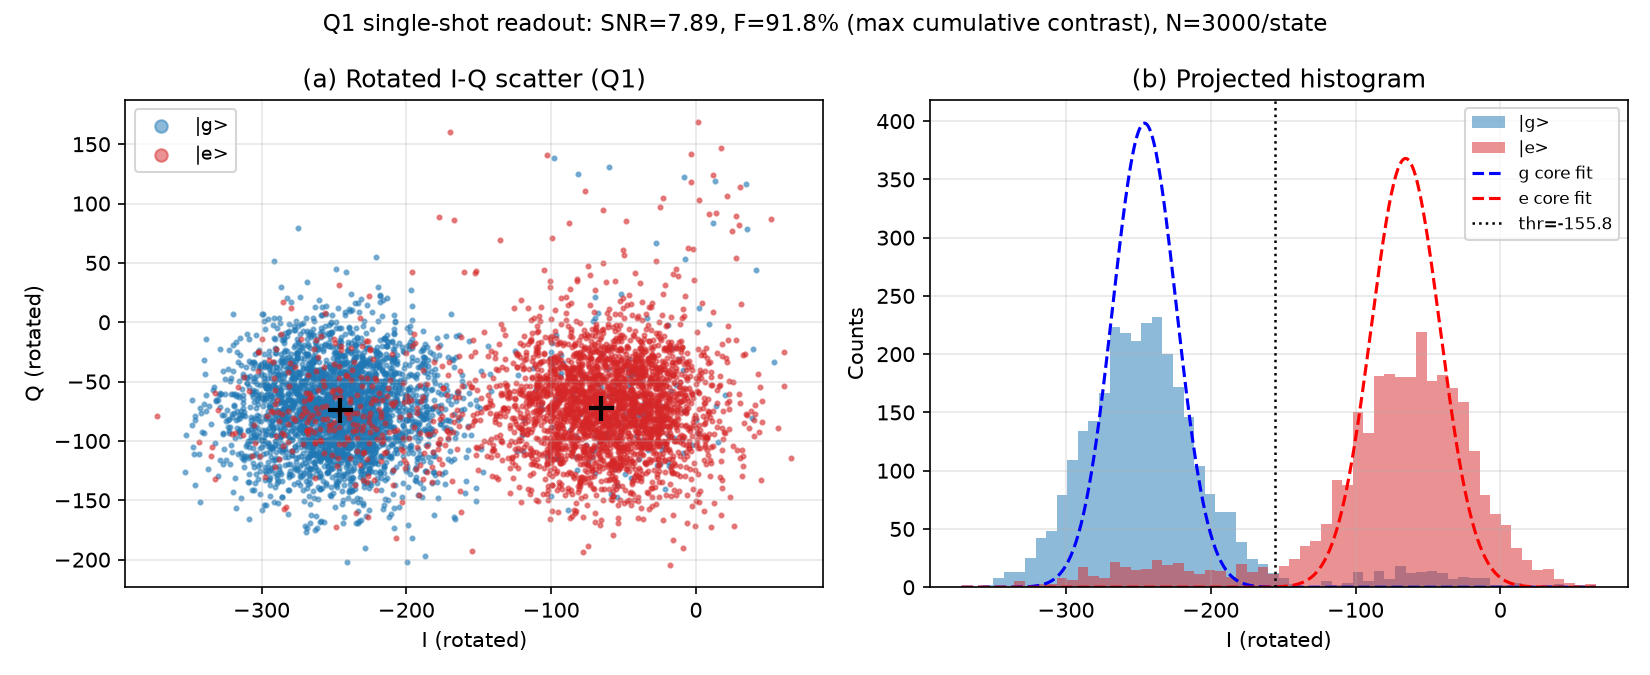 Q1 single-shot readout: SNR=7.89, F=91.8% (max cumulative contrast), N=3000/state
(a) Rotated I-Q scatter (Q1)
|g>
|e>
150
100
50
0
−50
−100
−150
−200
Q (rotated)
−300
−200
−100
0
I (rotated)
(b) Projected histogram
|g>
|e>
g core fit
e core fit
thr=-155.8
400
350
300
250
200
150
100
50
0
Counts
−300
−200
−100
0
I (rotated)